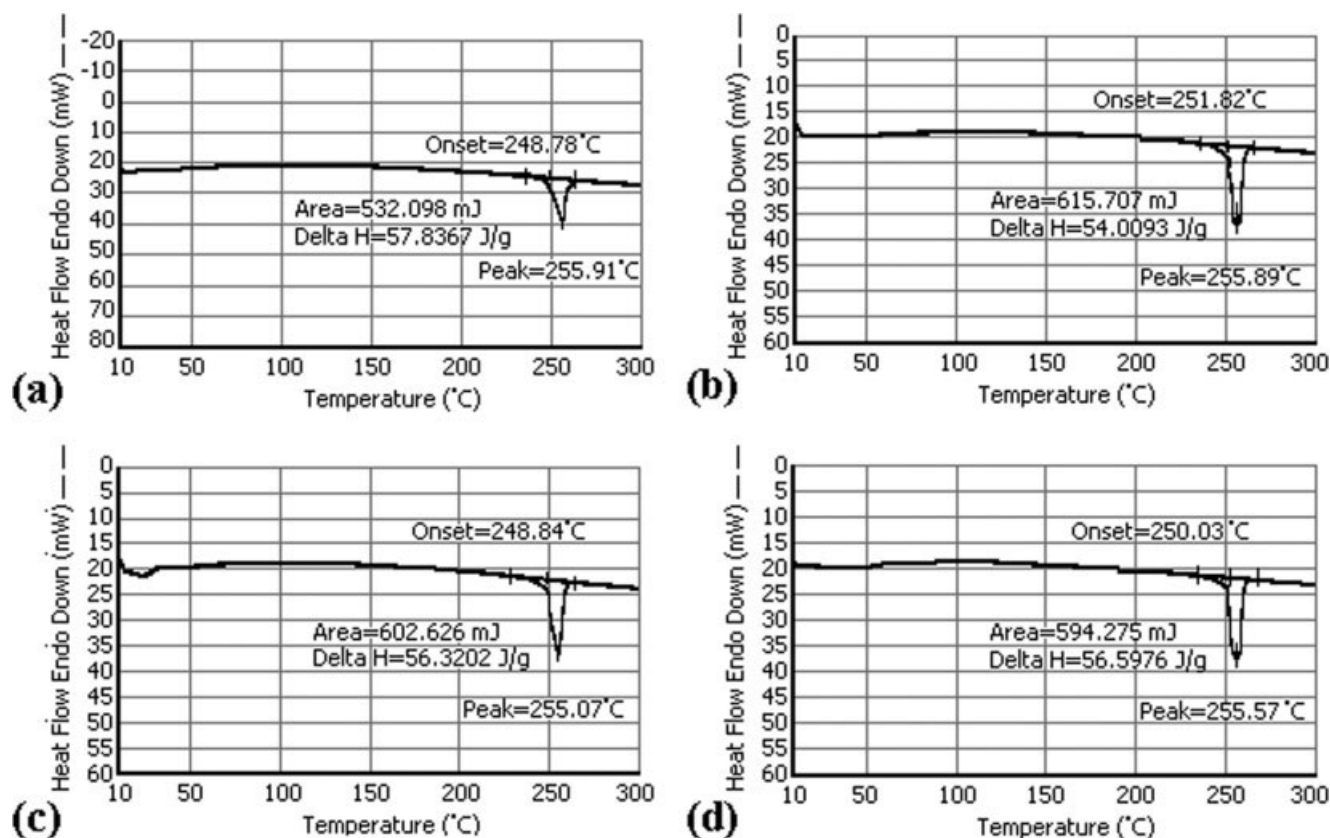 Heat Flow Endo Down (mW) — —
-20
-10
0
10
20
30
40
50
60
70
80
Onset=248.78°C
Area=532.098 mJ
Delta H=57.8367 J/g
Peak=255.91°C
10 50 100 150 200 250 300
Temperature (°C)
(a)
Heat Flow Endo Down (mW) — —
0
5
10
15
20
25
30
35
40
45
50
55
60
Onset=251.82°C
Area=615.707 mJ
Delta H=54.0093 J/g
Peak=255.89°C
10 50 100 150 200 250 300
Temperature (°C)
(b)
Heat Flow Endo Down (mW) — —
0
5
10
15
20
25
30
35
40
45
50
55
60
Onset=248.84°C
Area=602.626 mJ
Delta H=56.3202 J/g
Peak=255.07°C
10 50 100 150 200 250 300
Temperature (°C)
(c)
Heat Flow Endo Down (mW) — —
0
5
10
15
20
25
30
35
40
45
50
55
60
Onset=250.03°C
Area=594.275 mJ
Delta H=56.5976 J/g
Peak=255.57°C
10 50 100 150 200 250 300
Temperature (°C)
(d)